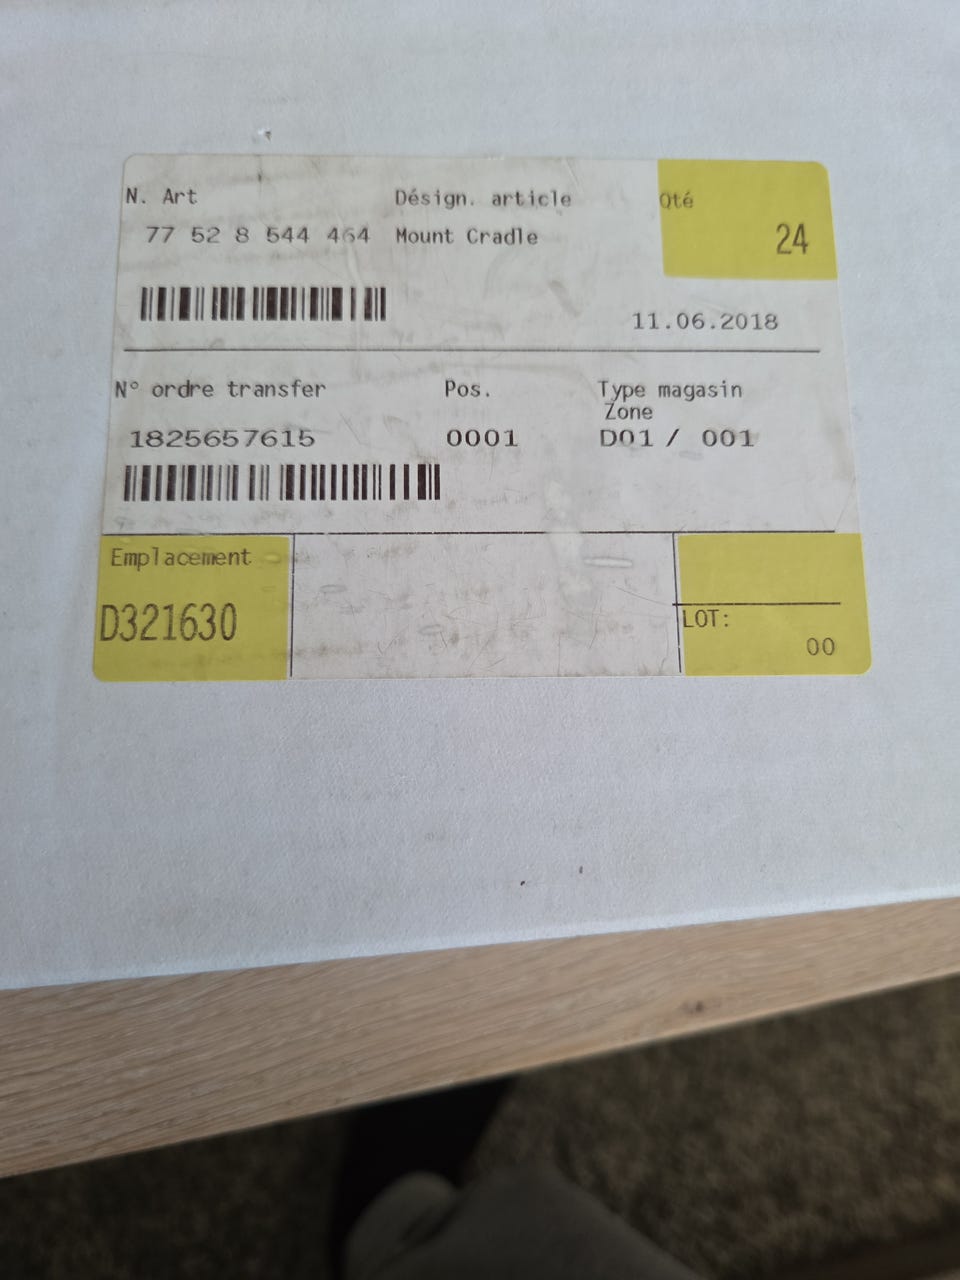 N. Art Désign. article Qté
77 52 8 544 464 Mount Cradle 24
11.06.2018
N° ordre transfer Pos. Type magasin
Zone
1825657615 0001 D01 / 001
Emplacement
D321630
LOT:
00